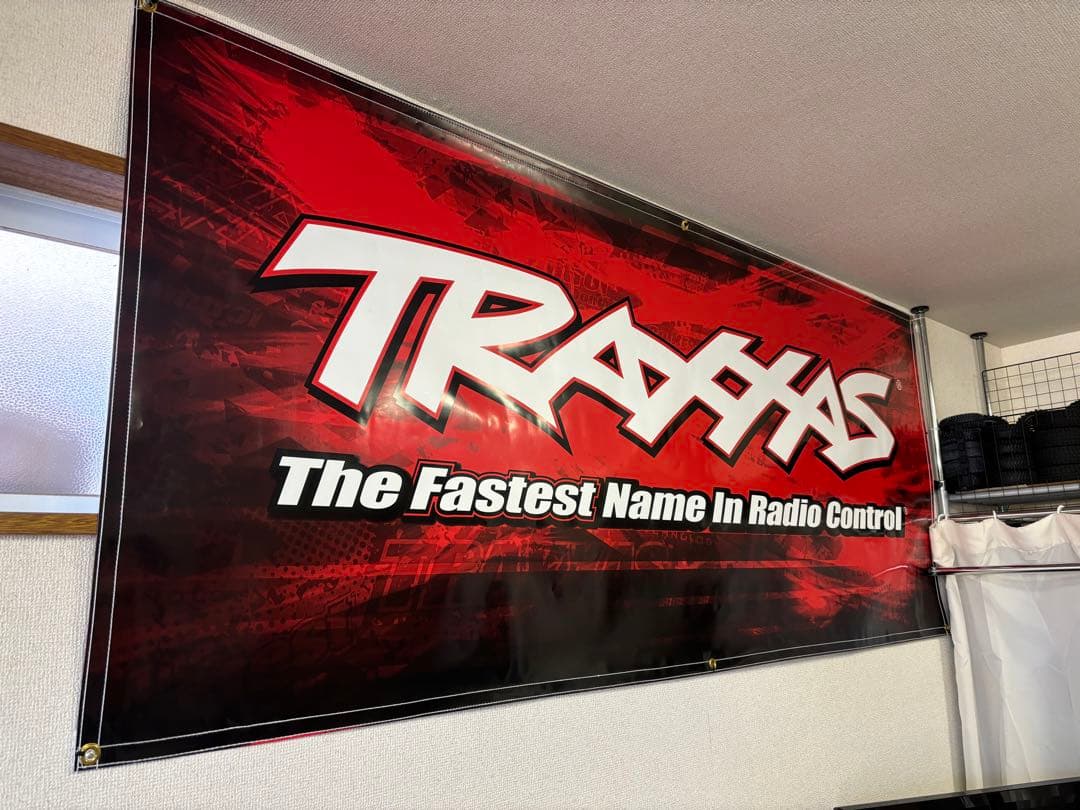 TRAXXAS®
The Fastest Name In Radio Control